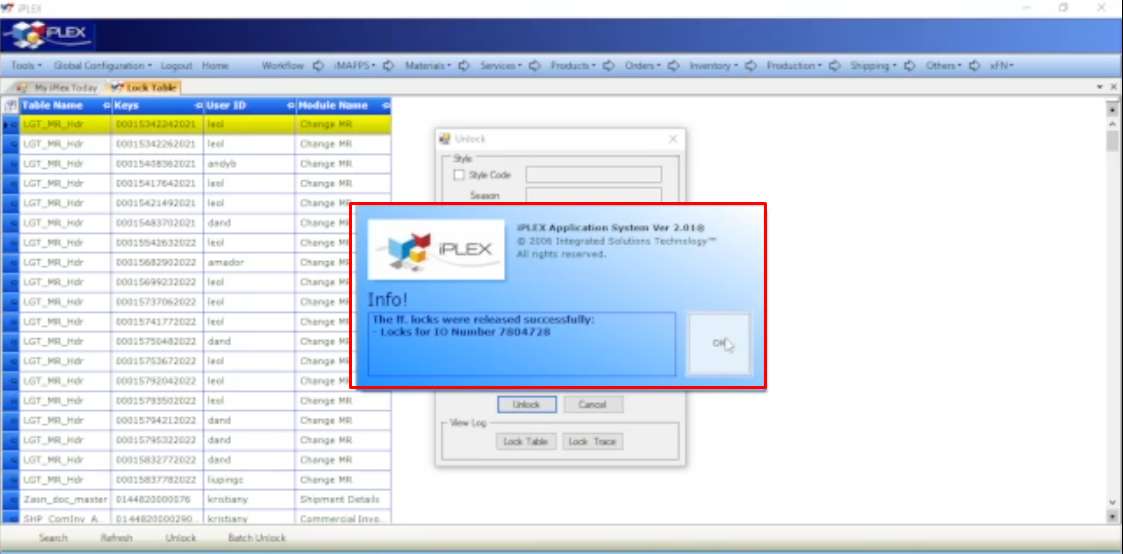 iPLEX
iPLEX
Tools Global Configuration Logout Home Workflow iMAPPS Materials Services Products Orders Inventory Production Shipping Others xFN
My iPlex Today Lock Table
Table Name Keys User ID Module Name
LGT_MR_Hdr 00015342242021 leol Change MR
LGT_MR_Hdr 00015342262021 leol Change MR
LGT_MR_Hdr 00015408362021 andyb Change MR
LGT_MR_Hdr 00015417642021 leol Change MR
LGT_MR_Hdr 00015421492021 leol Change MR
LGT_MR_Hdr 00015483702021 dand Change MR
LGT_MR_Hdr 00015542632022 leol Change MR
LGT_MR_Hdr 00015682902022 amador Change MR
LGT_MR_Hdr 00015699232022 leol Change MR
LGT_MR_Hdr 00015737062022 leol Change MR
LGT_MR_Hdr 00015741772022 leol Change MR
LGT_MR_Hdr 00015750482022 dand Change MR
LGT_MR_Hdr 00015753672022 leol Change MR
LGT_MR_Hdr 00015792042022 leol Change MR
LGT_MR_Hdr 00015793502022 leol Change MR
LGT_MR_Hdr 00015794212022 dand Change MR
LGT_MR_Hdr 00015795322022 dand Change MR
LGT_MR_Hdr 00015832772022 dand Change MR
LGT_MR_Hdr 00015837782022 liupingc Change MR
Zasn_doc_master 0144820000076 kristiany Shipment Details
SHP_ComInv_A... 0144820000290... kristiany Commercial Invo...
Unlock
Style
Style Code
Season
iPLEX
iPLEX Application System Ver 2.01®
© 2006 Integrated Solutions Technology™
All rights reserved.
Info!
The ff. locks were released successfully:
- Locks for IO Number 7804728
OK
Unlock Cancel
View Log
Lock Table Lock Trace
Search Refresh Unlock Batch Unlock